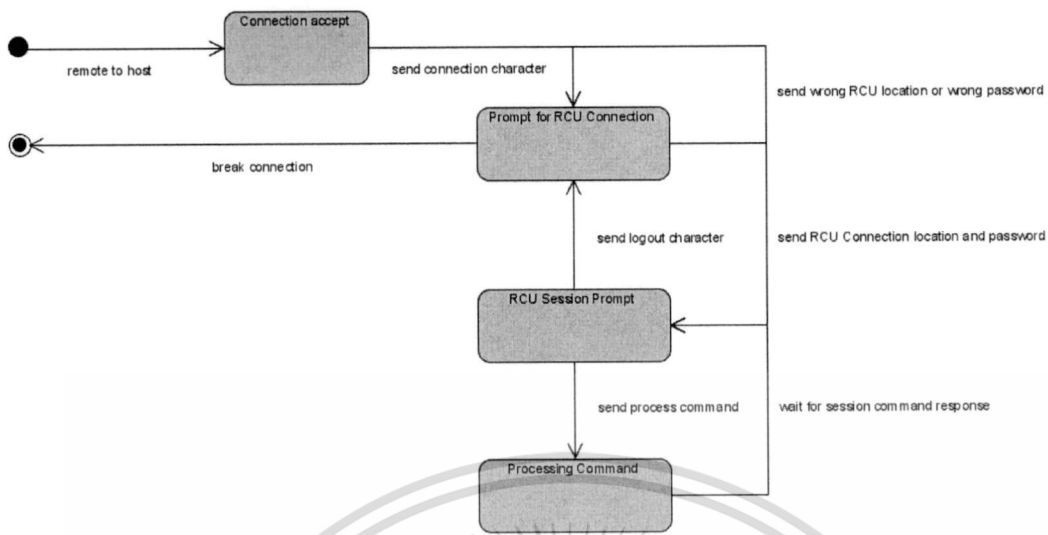 Connection accept
remote to host
send connection character
send wrong RCU location or wrong password
Prompt for RCU Connection
break connection
send logout character
send RCU Connection location and password
RCU Session Prompt
send process command
wait for session command response
Processing Command